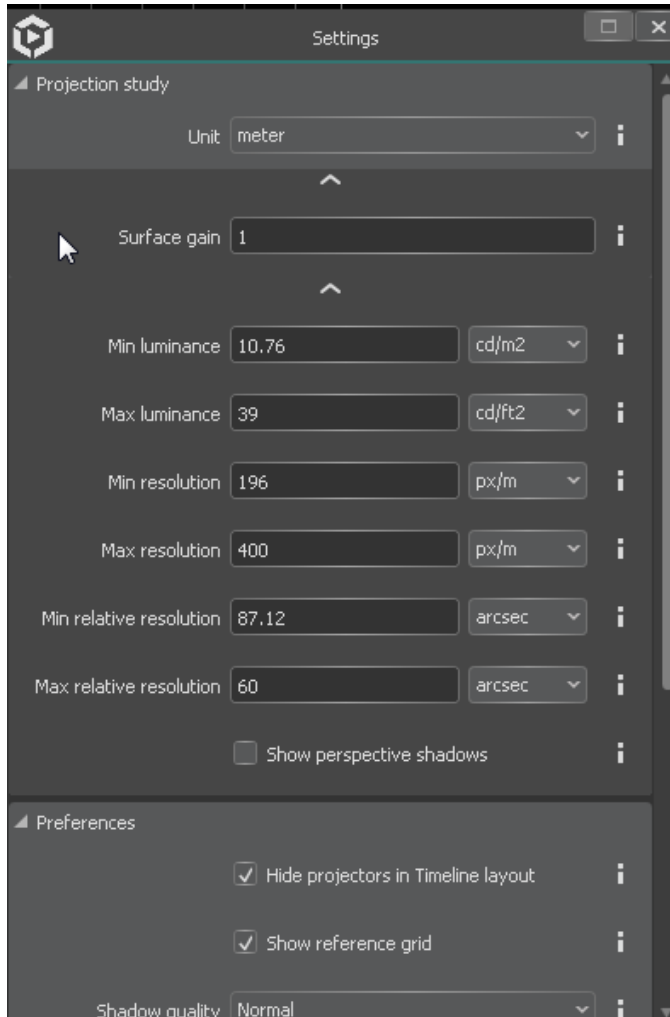 Settings
Projection study
Unit meter
Surface gain 1
Min luminance 10.76 cd/m2
Max luminance 39 cd/ft2
Min resolution 196 px/m
Max resolution 400 px/m
Min relative resolution 87.12 arcsec
Max relative resolution 60 arcsec
Show perspective shadows
Preferences
Hide projectors in Timeline layout
Show reference grid
Shadow quality Normal